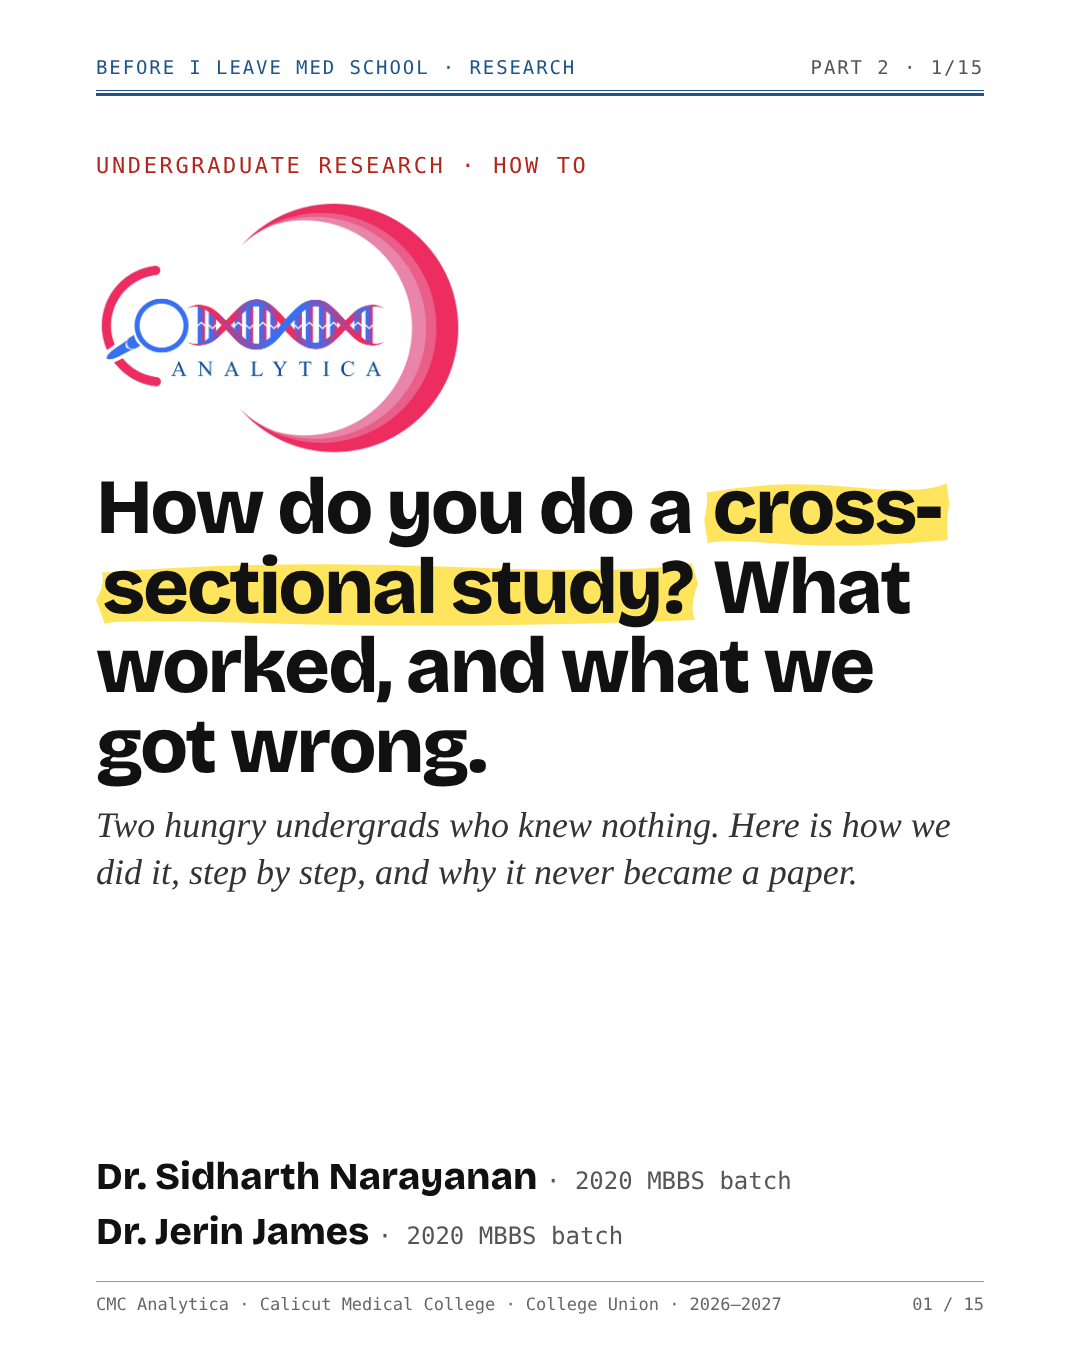 BEFORE I LEAVE MED SCHOOL · RESEARCH
PART 2 · 1/15
UNDERGRADUATE RESEARCH · HOW TO
ANALYTICA
How do you do a cross-
sectional study? What
worked, and what we
got wrong.
Two hungry undergrads who knew nothing. Here is how we
did it, step by step, and why it never became a paper.
Dr. Sidharth Narayanan · 2020 MBBS batch
Dr. Jerin James · 2020 MBBS batch
CMC Analytica · Calicut Medical College · College Union · 2026–2027
01 / 15